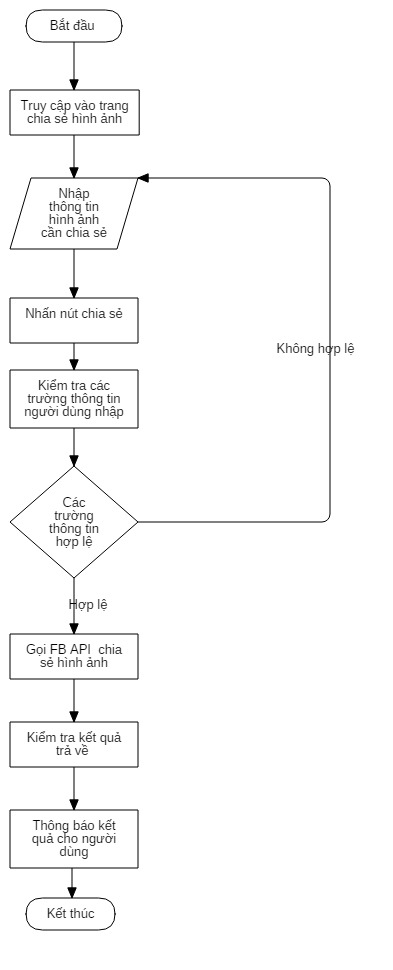 Bắt đầu
Truy cập vào trang
chia sẻ hình ảnh
Nhập
thông tin
hình ảnh
cần chia sẻ
Nhấn nút chia sẻ
Không hợp lệ
Kiểm tra các
trường thông tin
người dùng nhập
Các
trường
thông tin
hợp lệ
Hợp lệ
Gọi FB API  chia
sẻ hình ảnh
Kiểm tra kết quả
trả về
Thông báo kết
quả cho người
dùng
Kết thúc